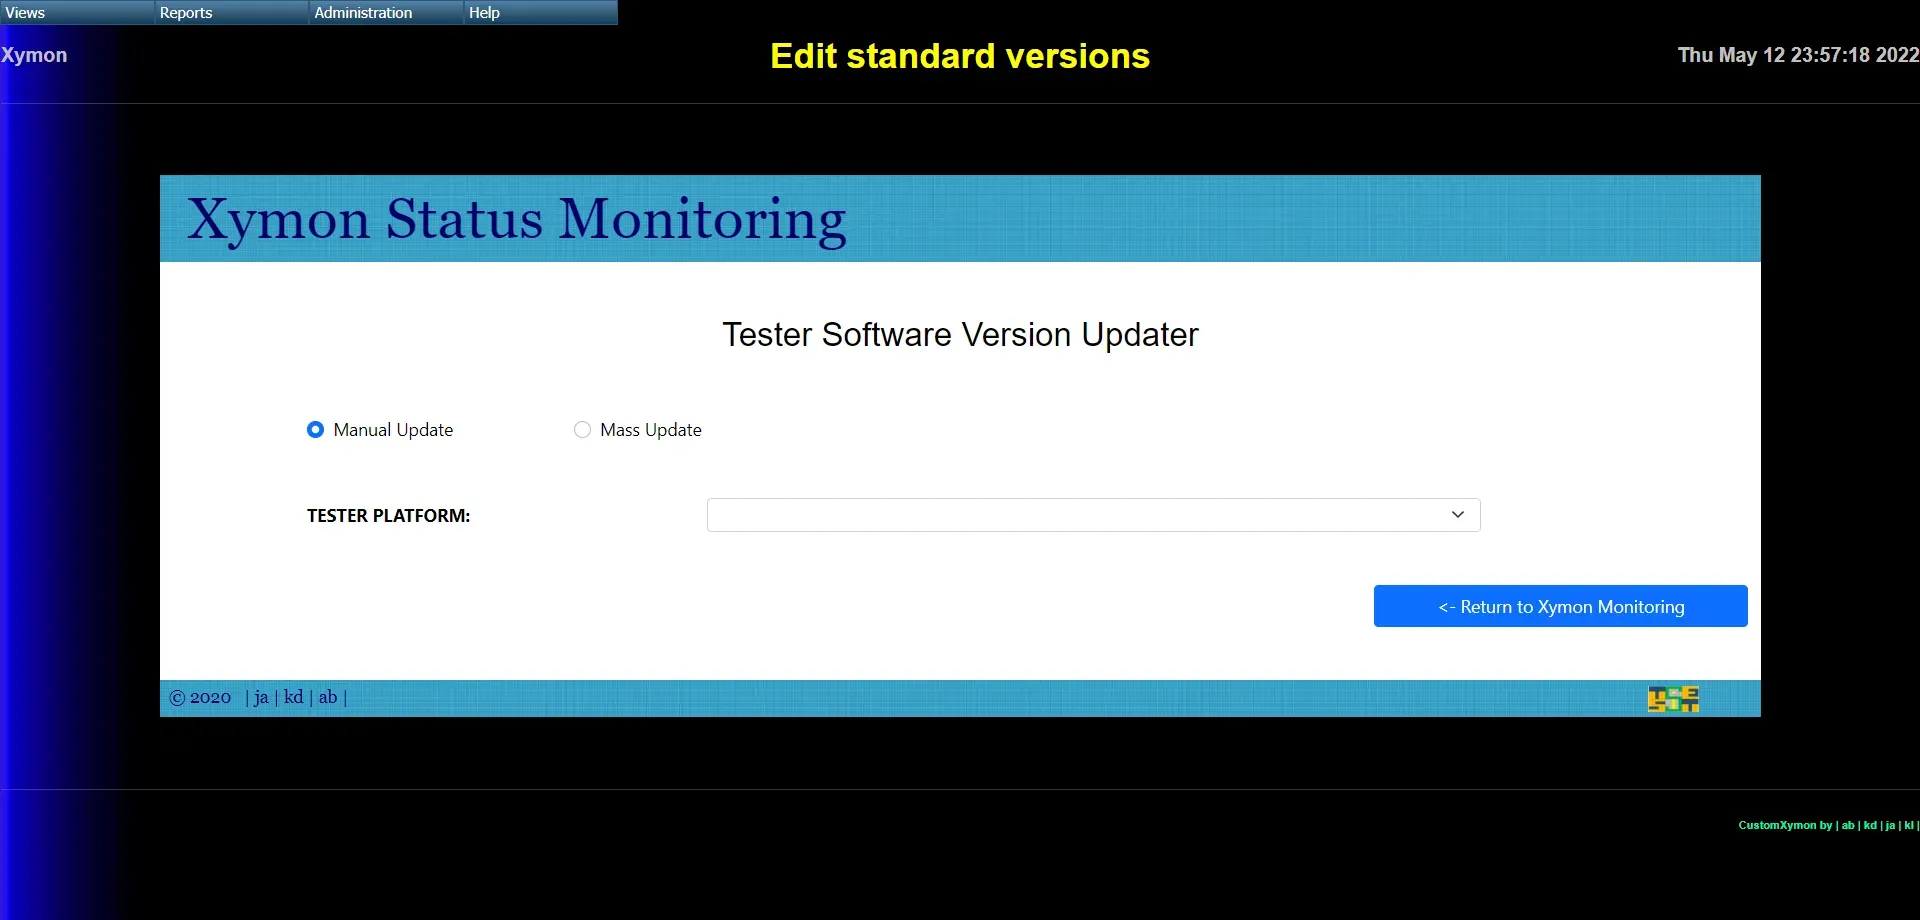 Views Reports Administration Help
Xymon Edit standard versions Thu May 12 23:57:18 2022
Xymon Status Monitoring
Tester Software Version Updater
Manual Update Mass Update
TESTER PLATFORM:
<- Return to Xymon Monitoring
© 2020 | ja | kd | ab |
TSE
ST
CustomXymon by | ab | kd | ja | kl |